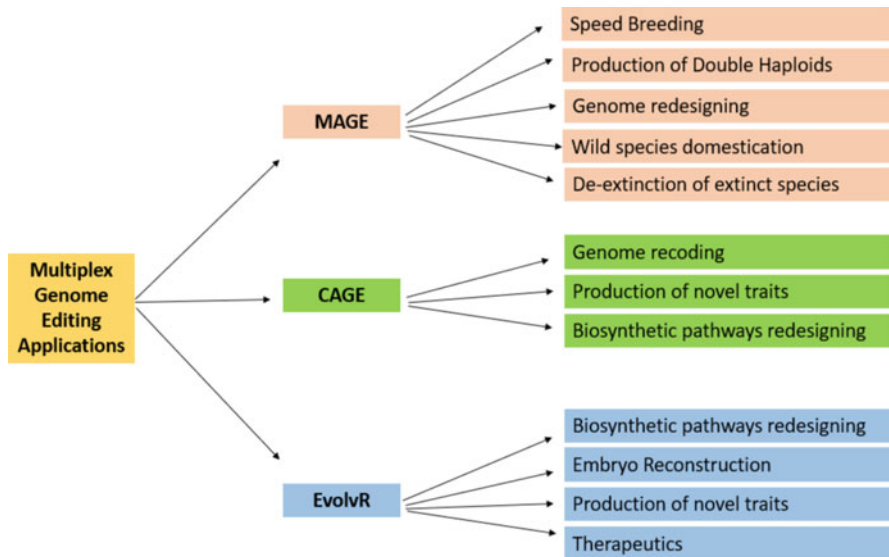 Multiplex
Genome
Editing
Applications
MAGE
Speed Breeding
Production of Double Haploids
Genome redesigning
Wild species domestication
De-extinction of extinct species
CAGE
Genome recoding
Production of novel traits
Biosynthetic pathways redesigning
EvolvR
Biosynthetic pathways redesigning
Embryo Reconstruction
Production of novel traits
Therapeutics